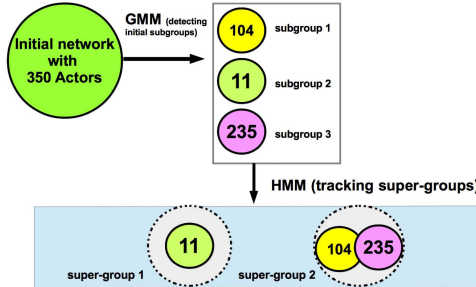 Initial network
with
350 Actors
GMM (detecting
initial subgroups)
104
subgroup 1
11
subgroup 2
235
subgroup 3
HMM (tracking super-groups)
11
super-group 1
104
235
super-group 2